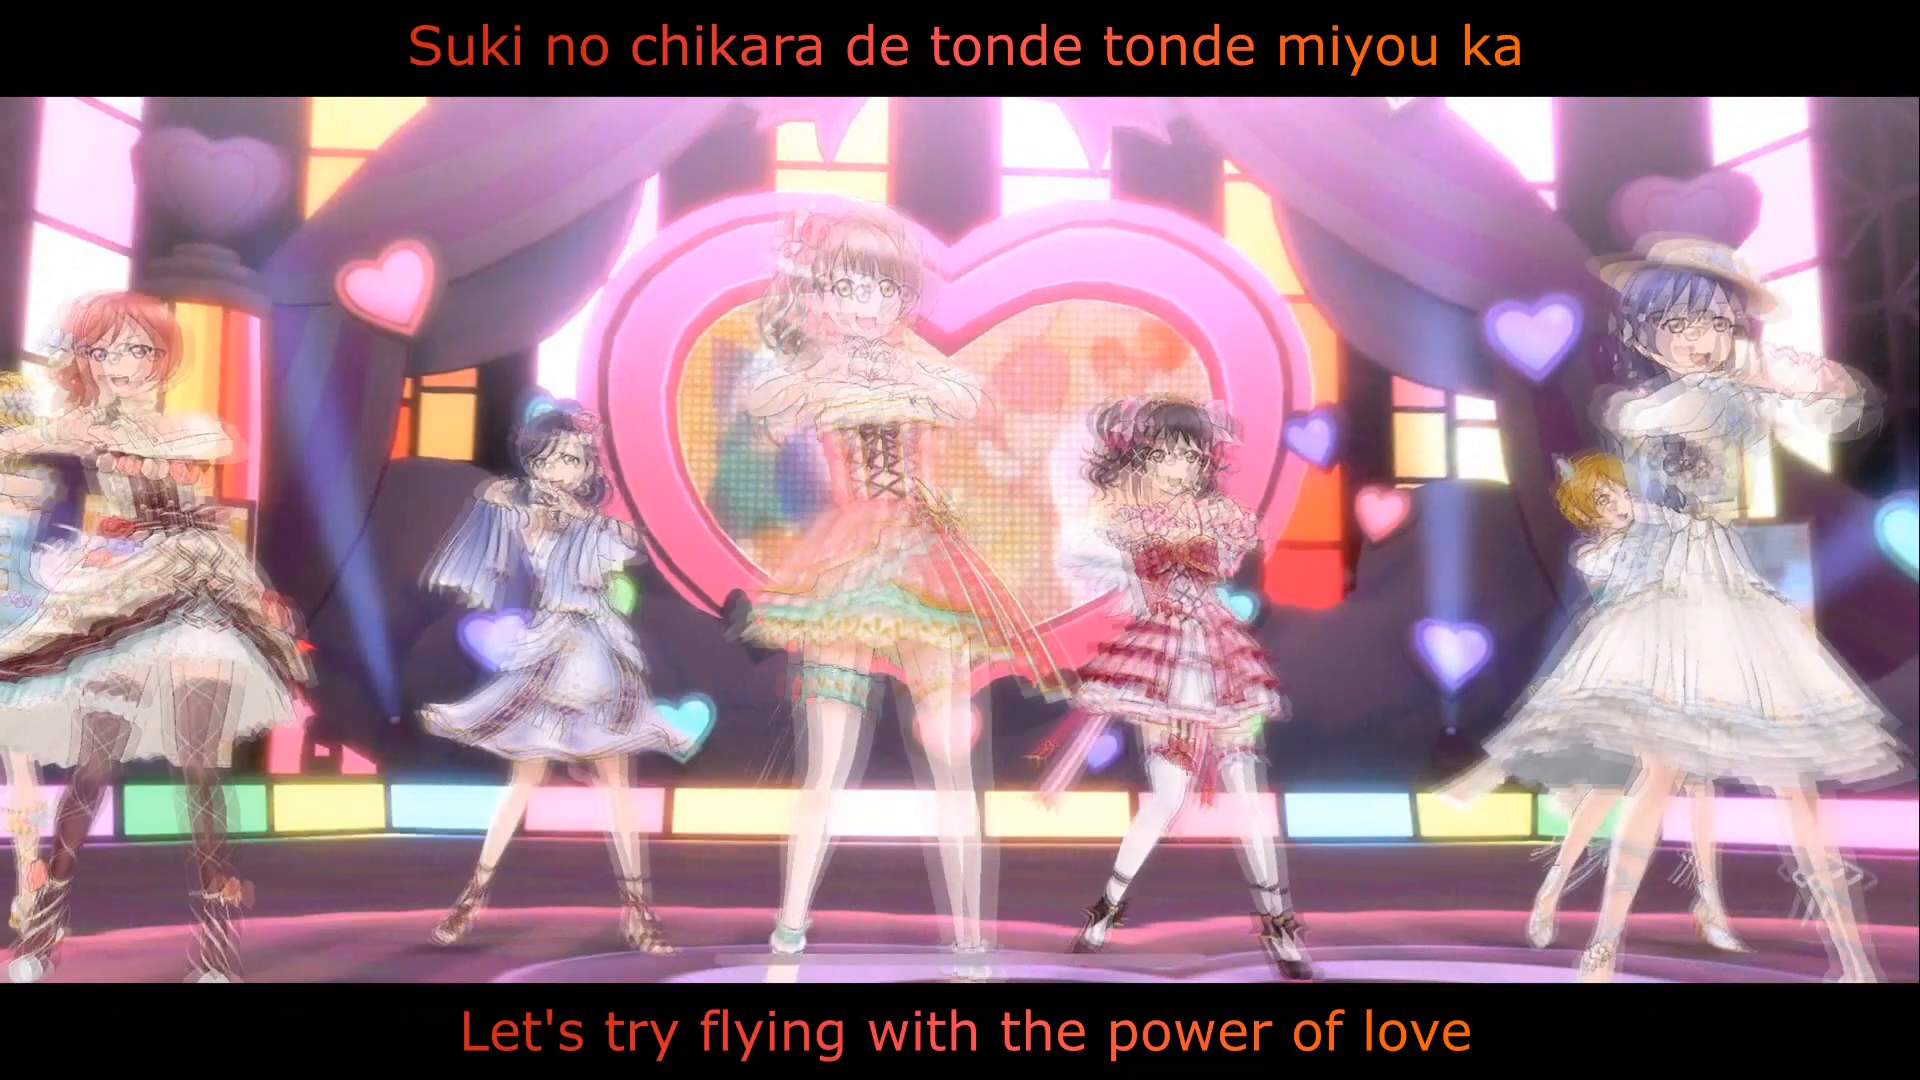 Suki no chikara de tonde tonde miyou ka
Let's try flying with the power of love